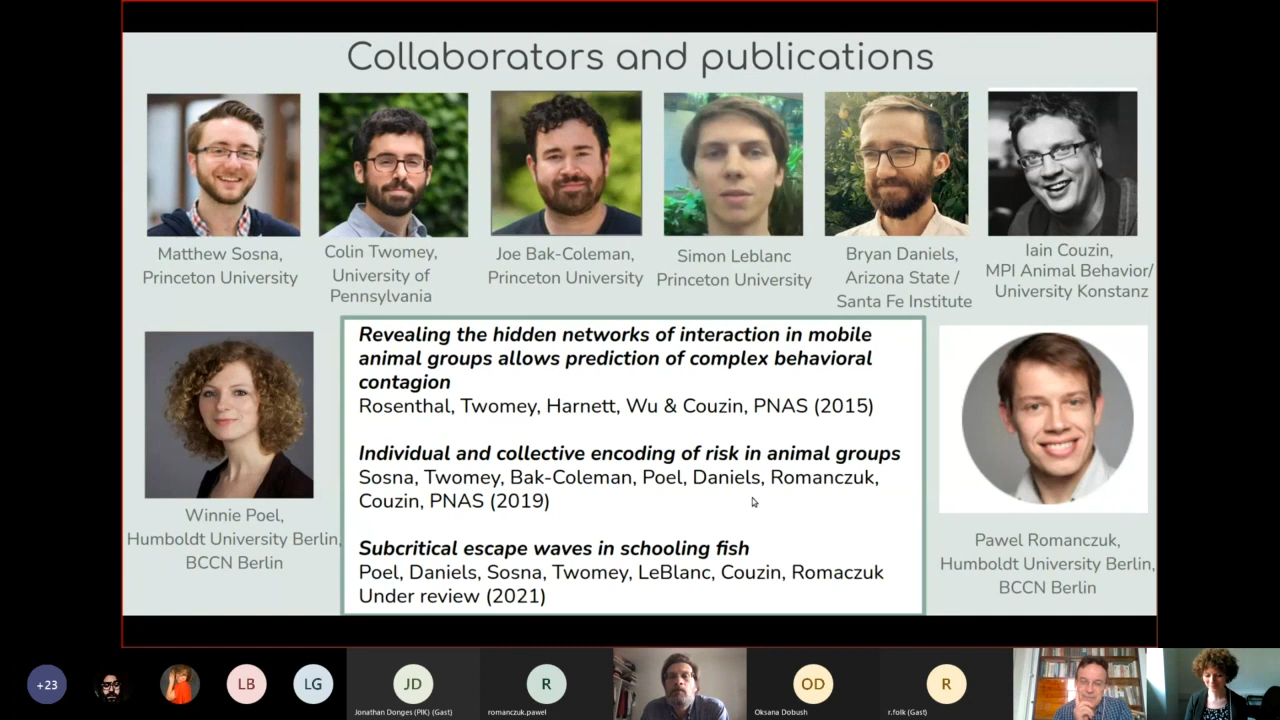 Collaborators and publications
Matthew Sosna,
Princeton University
Colin Twomey,
University of
Pennsylvania
Joe Bak-Coleman,
Princeton University
Simon Leblanc
Princeton University
Bryan Daniels,
Arizona State /
Santa Fe Institute
Iain Couzin,
MPI Animal Behavior/
University Konstanz
Winnie Poel,
Humboldt University Berlin,
BCCN Berlin
Revealing the hidden networks of interaction in mobile
animal groups allows prediction of complex behavioral
contagion
Rosenthal, Twomey, Harnett, Wu & Couzin, PNAS (2015)
Individual and collective encoding of risk in animal groups
Sosna, Twomey, Bak-Coleman, Poel, Daniels, Romanczuk,
Couzin, PNAS (2019)
Subcritical escape waves in schooling fish
Poel, Daniels, Sosna, Twomey, LeBlanc, Couzin, Romaczuk
Under review (2021)
Pawel Romanczuk,
Humboldt University Berlin,
BCCN Berlin
+23
LB
LG
JD
Jonathan Donges (PIK) (Gast)
R
romanczuk.pawel
OD
Oksana Dobush
R
r.folk (Gast)